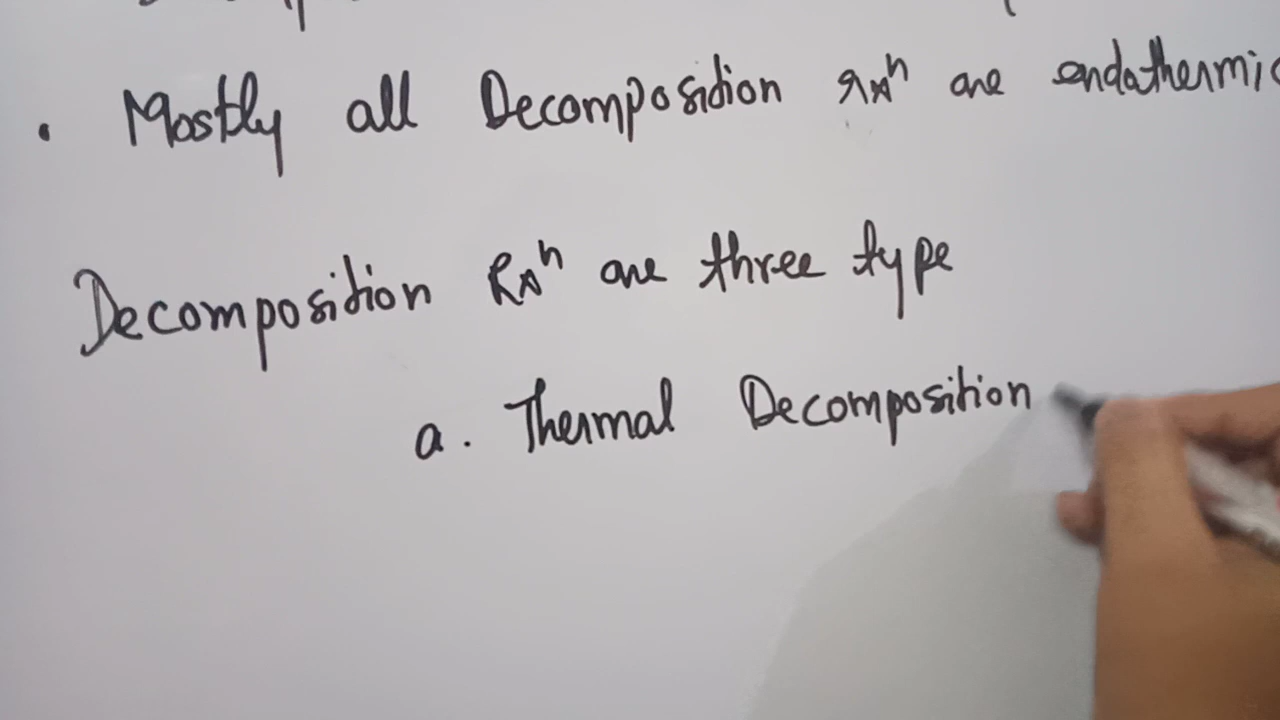 • Mostly all Decomposition rxⁿ are endothermic
Decomposition Rxⁿ are three type
a. Thermal Decomposition